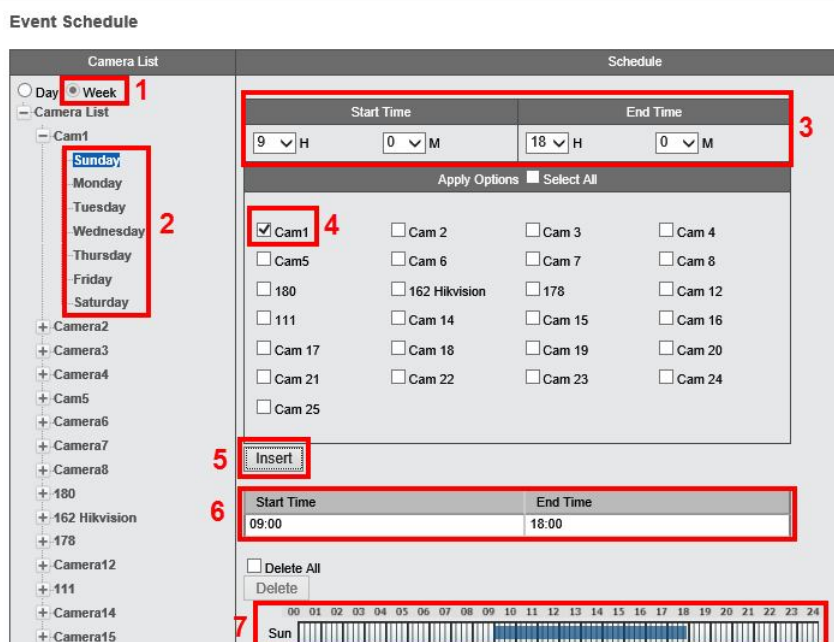 Event Schedule
Camera List
Schedule
Day Week 1
Camera List
Cam1
Sunday
Monday
Tuesday
Wednesday
Thursday
Friday
Saturday
2
Camera2
Camera3
Camera4
Cam5
Camera6
Camera7
Camera8
180
162 Hikvision
178
Camera12
111
Camera14
Camera15
Start Time End Time
9 H 0 M 18 H 0 M
3
Apply Options Select All
Cam1 4 Cam 2 Cam 3 Cam 4
Cam5 Cam 6 Cam 7 Cam 8
180 162 Hikvision 178 Cam 12
111 Cam 14 Cam 15 Cam 16
Cam 17 Cam 18 Cam 19 Cam 20
Cam 21 Cam 22 Cam 23 Cam 24
Cam 25
5 Insert
6
Start Time End Time
09:00 18:00
Delete All
Delete
00 01 02 03 04 05 06 07 08 09 10 11 12 13 14 15 16 17 18 19 20 21 22 23 24
7 Sun